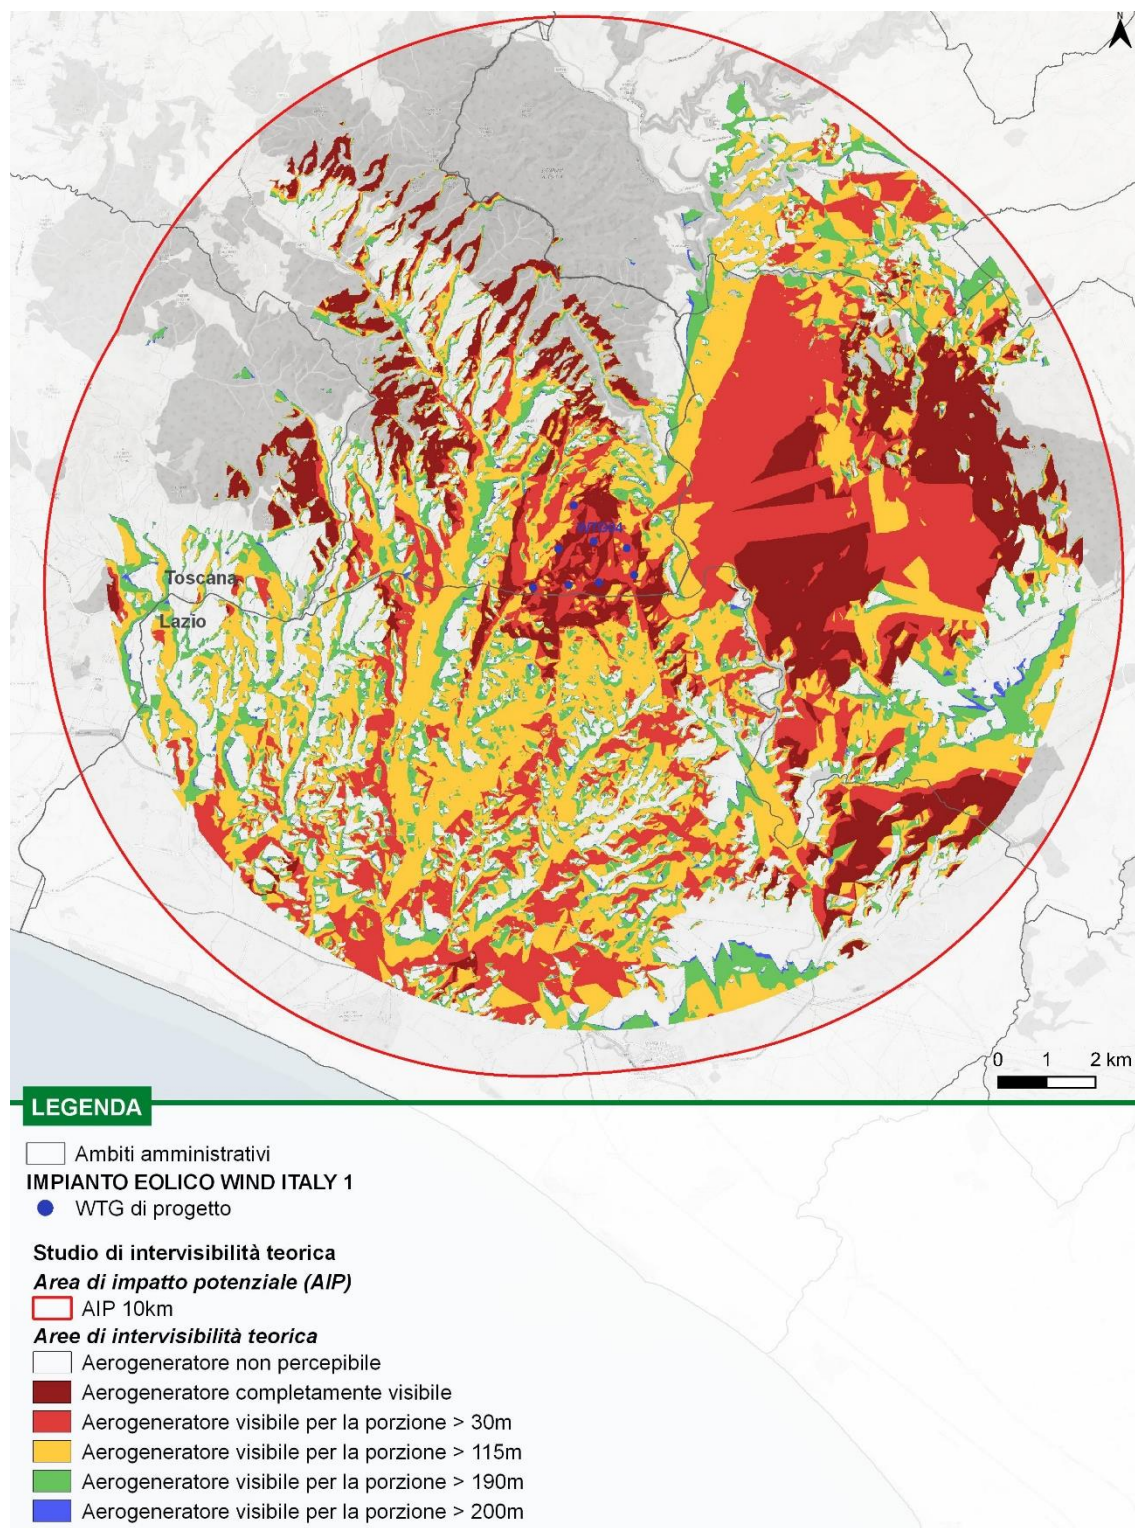 N
Toscana
Lazio
0 1 2 km
LEGENDA
Ambiti amministrativi
IMPIANTO EOLICO WIND ITALY 1
WTG di progetto
Studio di intervisibilità teorica
Area di impatto potenziale (AIP)
AIP 10km
Aree di intervisibilità teorica
Aerogeneratore non percepibile
Aerogeneratore completamente visibile
Aerogeneratore visibile per la porzione > 30m
Aerogeneratore visibile per la porzione > 115m
Aerogeneratore visibile per la porzione > 190m
Aerogeneratore visibile per la porzione > 200m